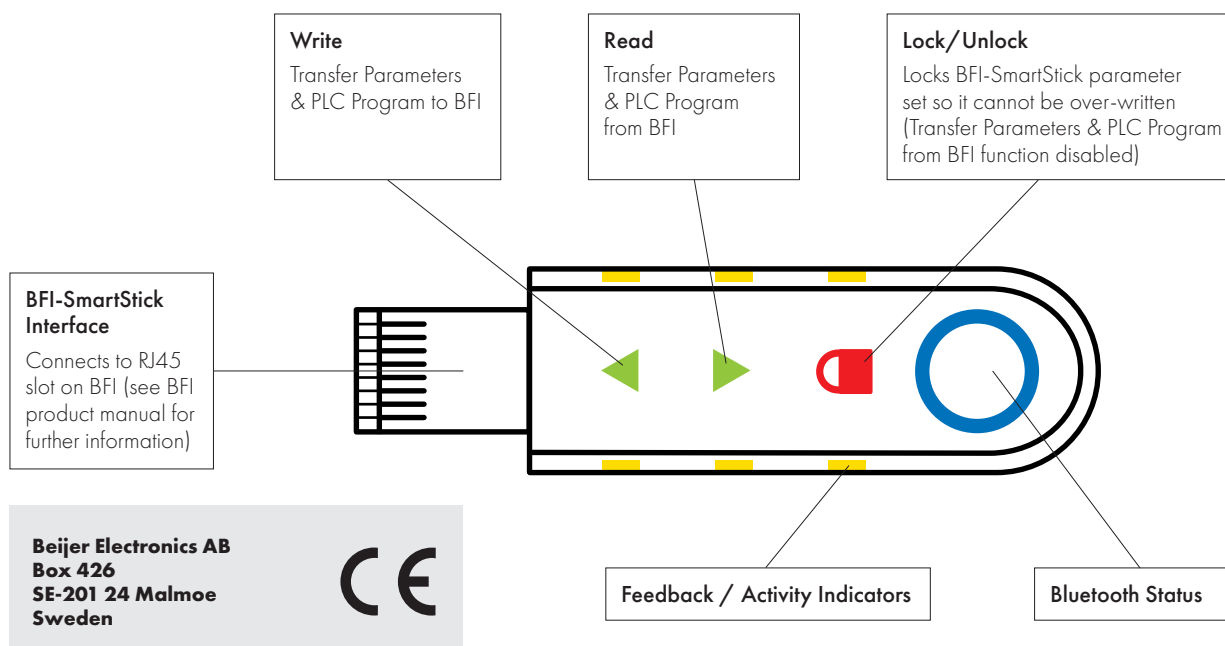 Write
Transfer Parameters
& PLC Program to BFI
Read
Transfer Parameters
& PLC Program
from BFI
Lock/Unlock
Locks BFI-SmartStick parameter
set so it cannot be over-written
(Transfer Parameters & PLC Program
from BFI function disabled)
BFI-SmartStick
Interface
Connects to RJ45
slot on BFI (see BFI
product manual for
further information)
Beijer Electronics AB
Box 426
SE-201 24 Malmoe
Sweden
CE
Feedback / Activity Indicators
Bluetooth Status